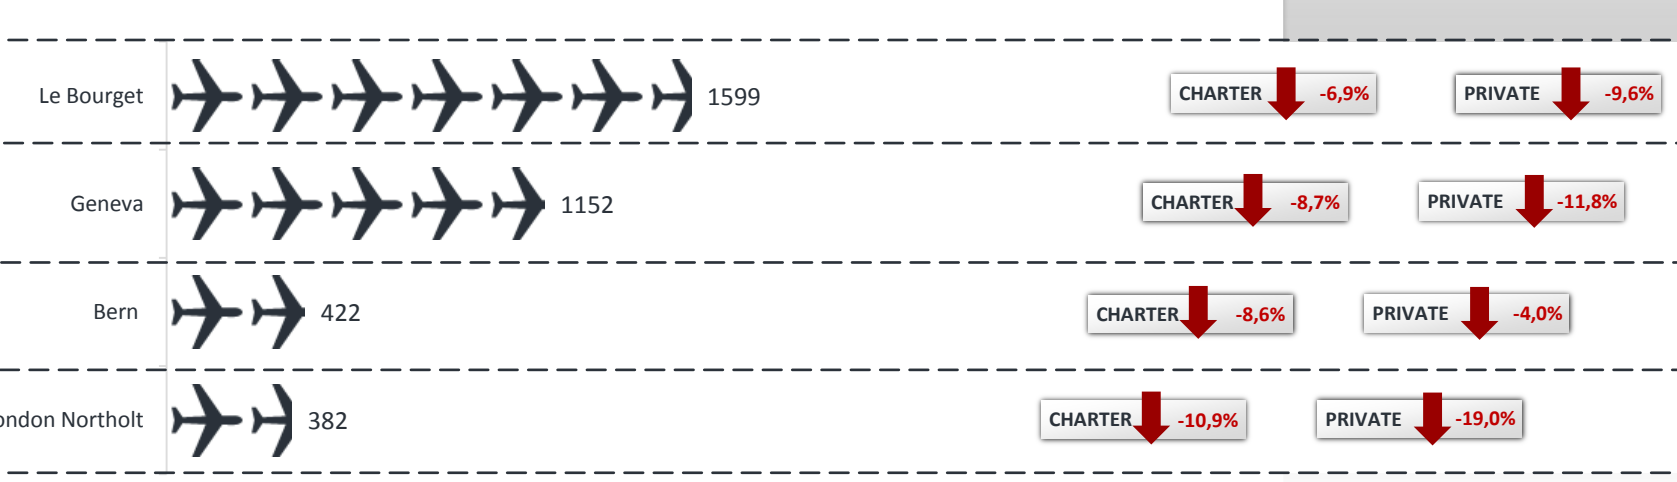 Le Bourget 1599 CHARTER -6,9% PRIVATE -9,6%
Geneva 1152 CHARTER -8,7% PRIVATE -11,8%
Bern 422 CHARTER -8,6% PRIVATE -4,0%
ondon Northolt 382 CHARTER -10,9% PRIVATE -19,0%